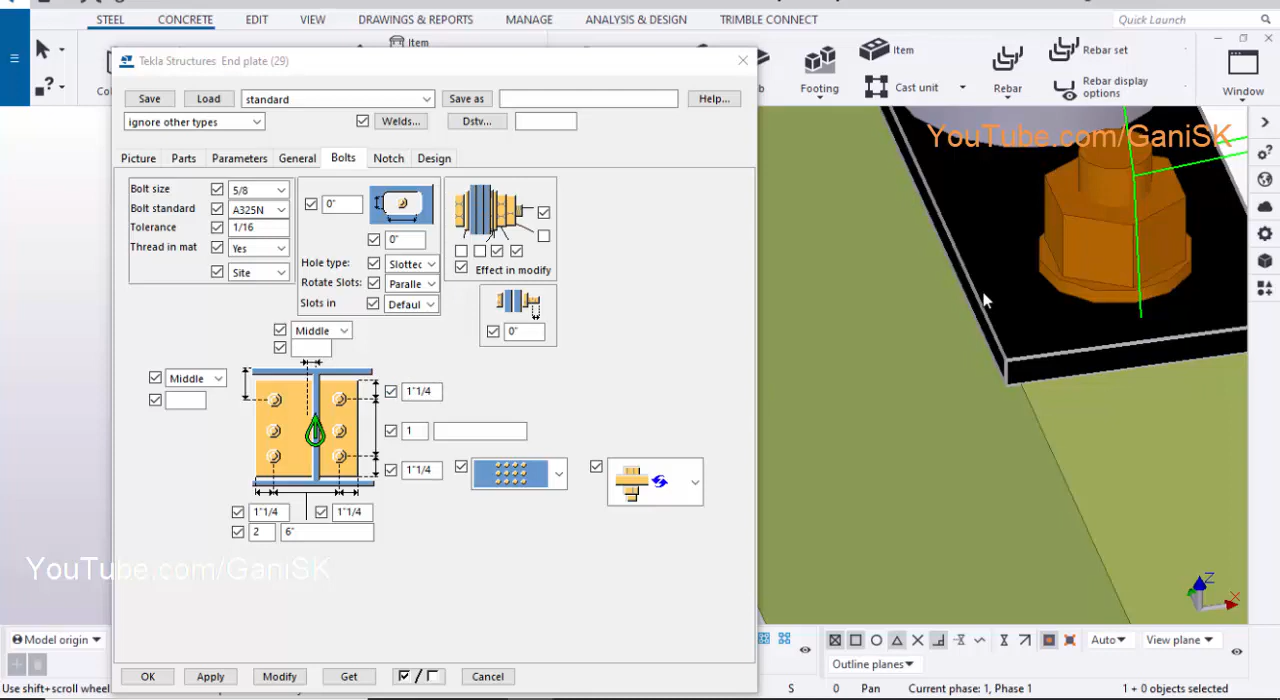 STEEL CONCRETE EDIT VIEW DRAWINGS & REPORTS MANAGE ANALYSIS & DESIGN TRIMBLE CONNECT Quick Launch
Item
Item
Cast unit
Footing
Rebar
Rebar set
Rebar display
options
Window
Tekla Structures End plate (29)
Save Load standard Save as Help...
ignore other types Welds... Dstv...
Picture Parts Parameters General Bolts Notch Design
Bolt size 5/8
Bolt standard A325N
Tolerance 1/16
Thread in mat Yes
Site
0"
0"
Hole type: Slotted
Rotate Slots: Paralle
Slots in Defaul
Effect in modify
0"
Middle
Middle
1"1/4
1
1"1/4
1"1/4 1"1/4
2 6"
YouTube.com/GaniSK
YouTube.com/GaniSK
Z
X
OK Apply Modify Get / Cancel
Model origin
Auto View plane
Outline planes
Use shift+scroll wheel
S 0 Pan Current phase: 1, Phase 1 1 + 0 objects selected